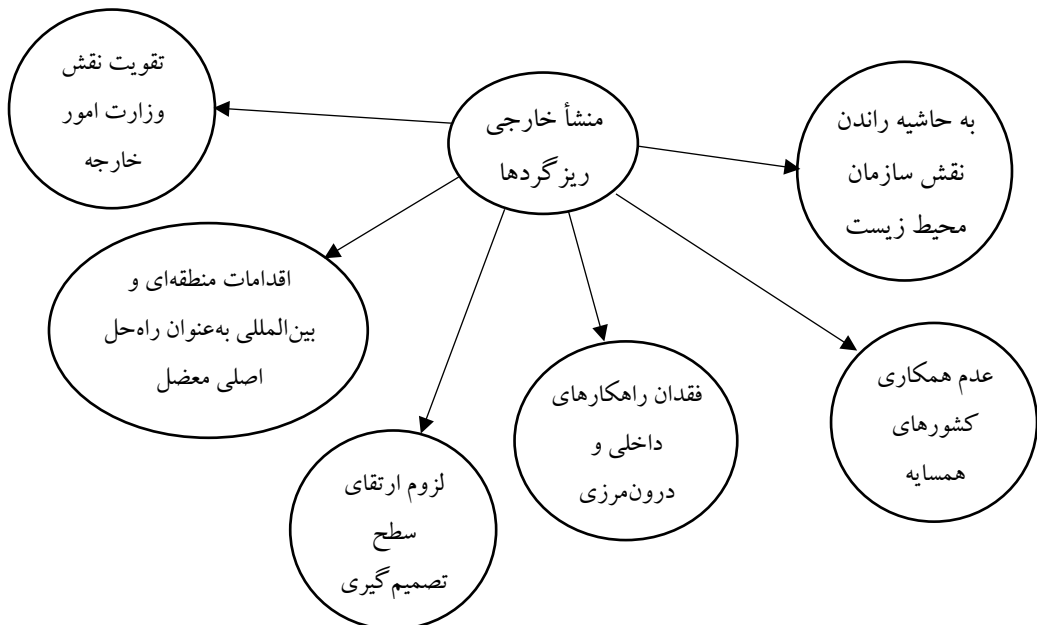 منشأ خارجی
ریزگردها
به حاشیه راندن
نقش سازمان
محیط زیست
عدم همکاری
کشورهای
همسایه
فقدان راهکارهای
داخلی و
درون‌مرزی
لزوم ارتقای
سطح
تصمیم‌گیری
اقدامات منطقه‌ای و
بین‌المللی به‌عنوان راه‌حل
اصلی معضل
تقویت نقش
وزارت امور
خارجه